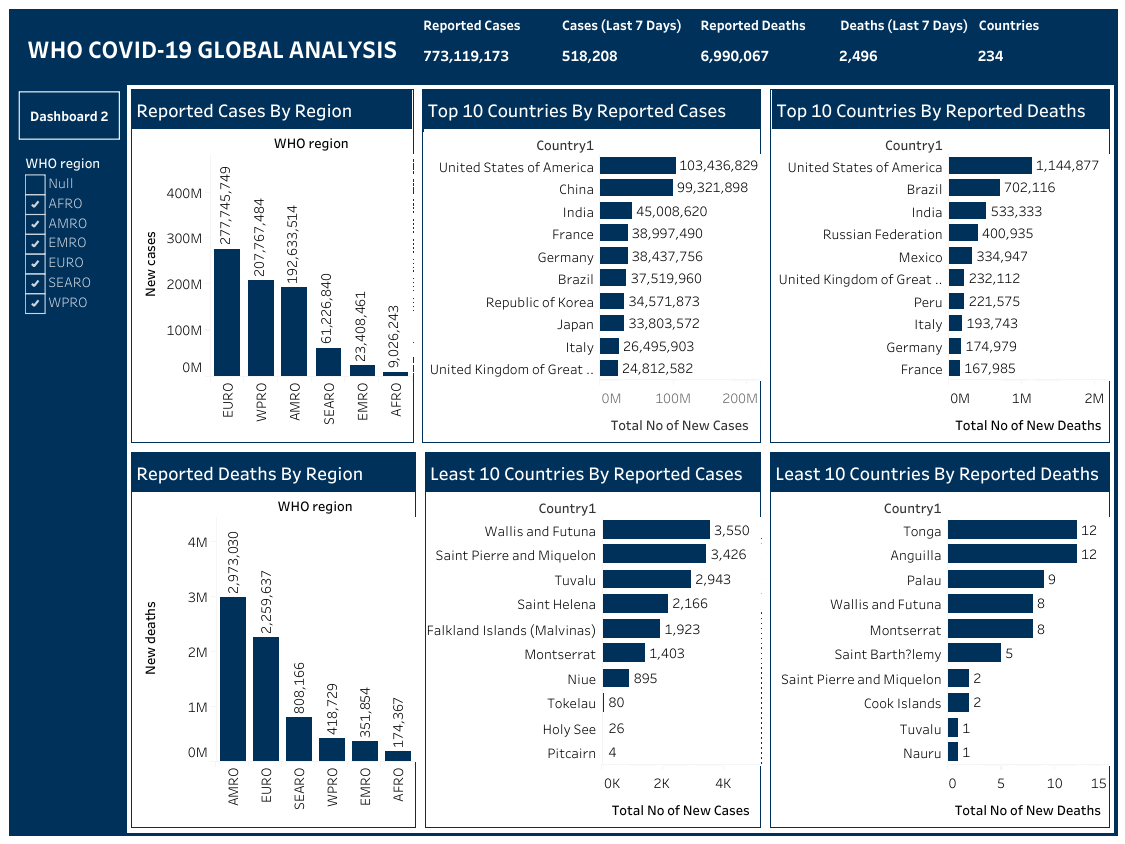 WHO COVID-19 GLOBAL ANALYSIS
Reported Cases
773,119,173
Cases (Last 7 Days)
518,208
Reported Deaths
6,990,067
Deaths (Last 7 Days)
2,496
Countries
234
Dashboard 2
WHO region
Null
AFRO
AMRO
EMRO
EURO
SEARO
WPRO
Reported Cases By Region
WHO region
New cases
400M
300M
200M
100M
0M
277,745,749
207,767,484
192,633,514
61,226,840
23,408,461
9,026,243
EURO
WPRO
AMRO
SEARO
EMRO
AFRO
Top 10 Countries By Reported Cases
Country1
United States of America 103,436,829
China 99,321,898
India 45,008,620
France 38,997,490
Germany 38,437,756
Brazil 37,519,960
Republic of Korea 34,571,873
Japan 33,803,572
Italy 26,495,903
United Kingdom of Great .. 24,812,582
0M 100M 200M
Total No of New Cases
Top 10 Countries By Reported Deaths
Country1
United States of America 1,144,877
Brazil 702,116
India 533,333
Russian Federation 400,935
Mexico 334,947
United Kingdom of Great .. 232,112
Peru 221,575
Italy 193,743
Germany 174,979
France 167,985
0M 1M 2M
Total No of New Deaths
Reported Deaths By Region
WHO region
New deaths
4M
3M
2M
1M
0M
2,973,030
2,259,637
808,166
418,729
351,854
174,367
AMRO
EURO
SEARO
WPRO
EMRO
AFRO
Least 10 Countries By Reported Cases
Country1
Wallis and Futuna 3,550
Saint Pierre and Miquelon 3,426
Tuvalu 2,943
Saint Helena 2,166
Falkland Islands (Malvinas) 1,923
Montserrat 1,403
Niue 895
Tokelau 80
Holy See 26
Pitcairn 4
0K 2K 4K
Total No of New Cases
Least 10 Countries By Reported Deaths
Country1
Tonga 12
Anguilla 12
Palau 9
Wallis and Futuna 8
Montserrat 8
Saint Barth?lemy 5
Saint Pierre and Miquelon 2
Cook Islands 2
Tuvalu 1
Nauru 1
0 5 10 15
Total No of New Deaths